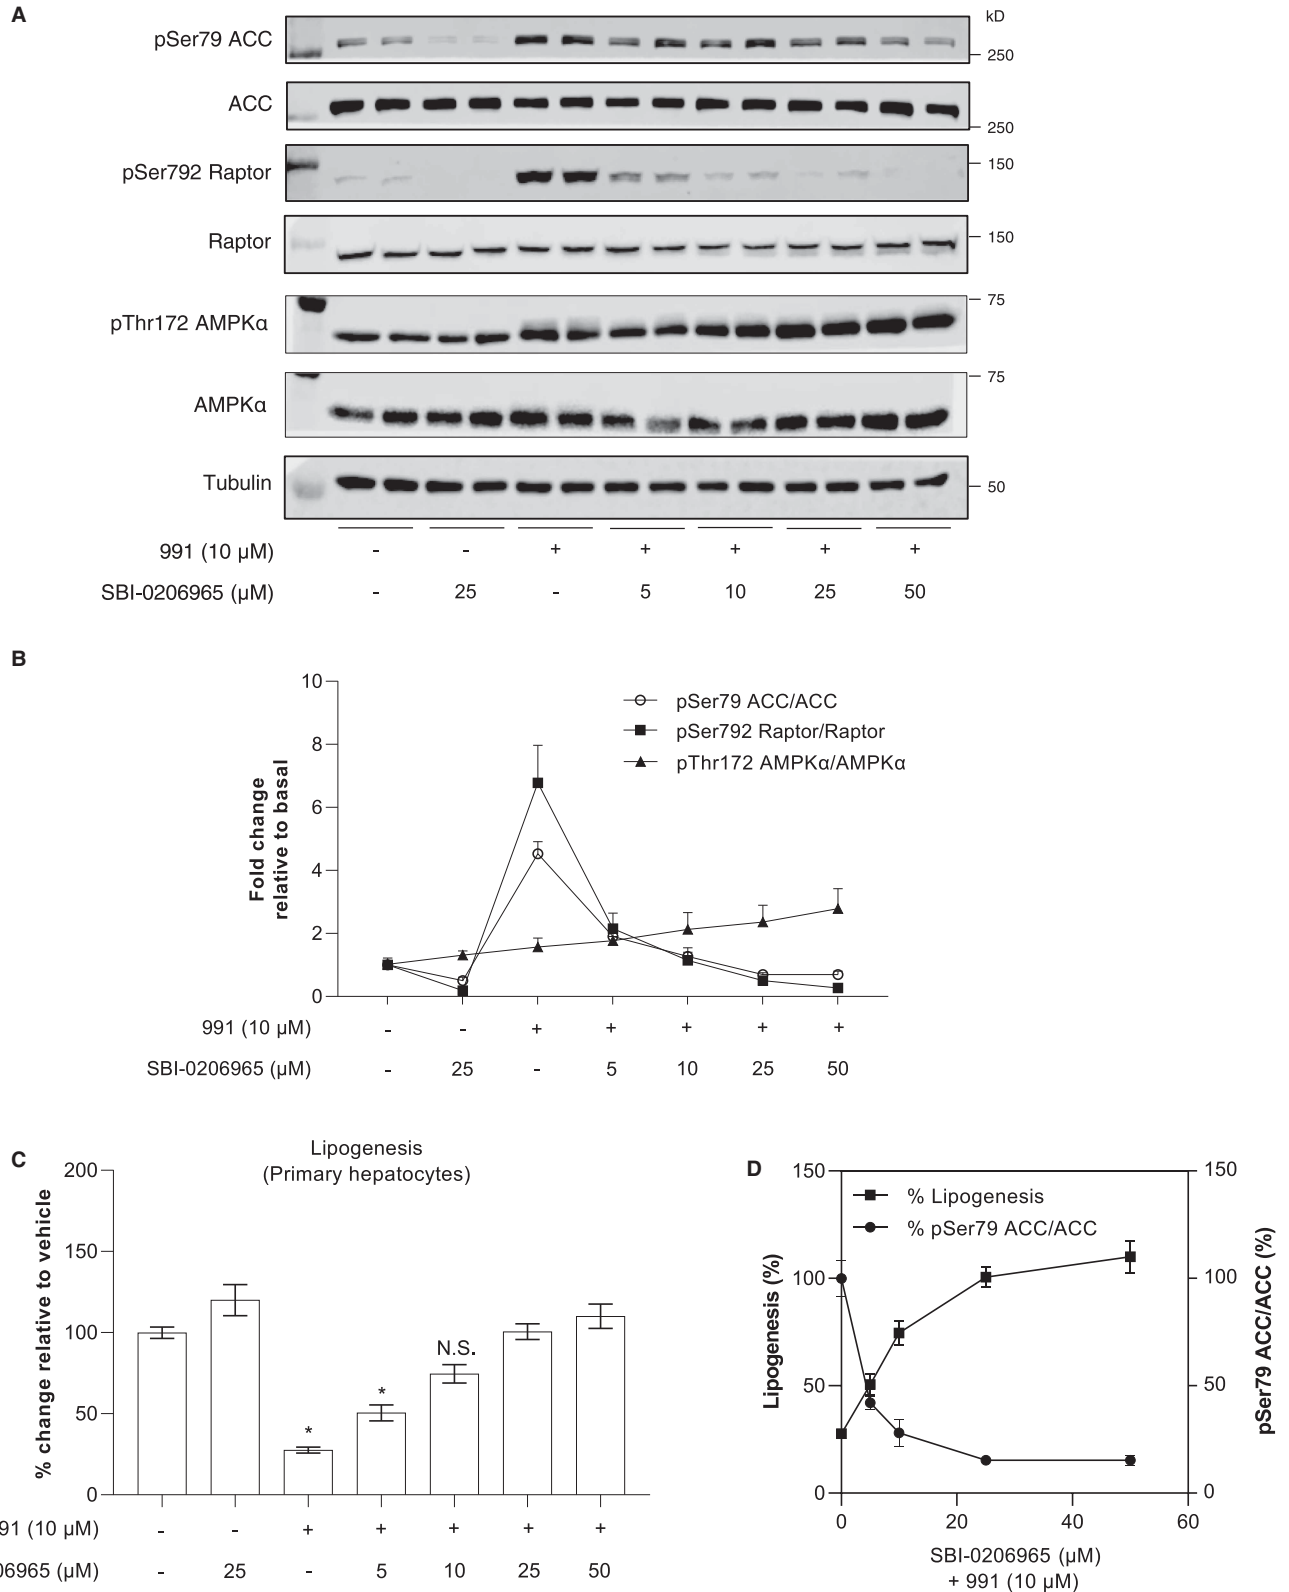 A
kD
pSer79 ACC
250
ACC
250
pSer792 Raptor
150
Raptor
150
pThr172 AMPKα
75
AMPKα
75
Tubulin
50
991 (10 µM) - - + + + + +
SBI-0206965 (µM) - 25 - 5 10 25 50
B
10
8
6
4
2
0
Fold change
relative to basal
pSer79 ACC/ACC
pSer792 Raptor/Raptor
pThr172 AMPKα/AMPKα
991 (10 µM) - - + + + + +
SBI-0206965 (µM) - 25 - 5 10 25 50
C
Lipogenesis
(Primary hepatocytes)
200
150
100
50
0
% change relative to vehicle
*
*
N.S.
91 (10 µM) - - + + + + +
06965 (µM) - 25 - 5 10 25 50
D
150
100
50
0
Lipogenesis (%)
% Lipogenesis
% pSer79 ACC/ACC
150
100
50
0
pSer79 ACC/ACC (%)
0 20 40 60
SBI-0206965 (µM)
+ 991 (10 µM)